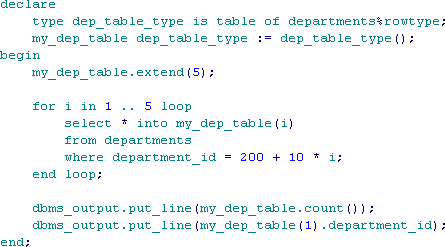 declare
    type dep_table_type is table of departments%rowtype;
    my_dep_table dep_table_type := dep_table_type();
begin
    my_dep_table.extend(5);

    for i in 1 .. 5 loop
        select * into my_dep_table(i)
        from departments
        where department_id = 200 + 10 * i;
    end loop;

    dbms_output.put_line(my_dep_table.count());
    dbms_output.put_line(my_dep_table(1).department_id);
end;